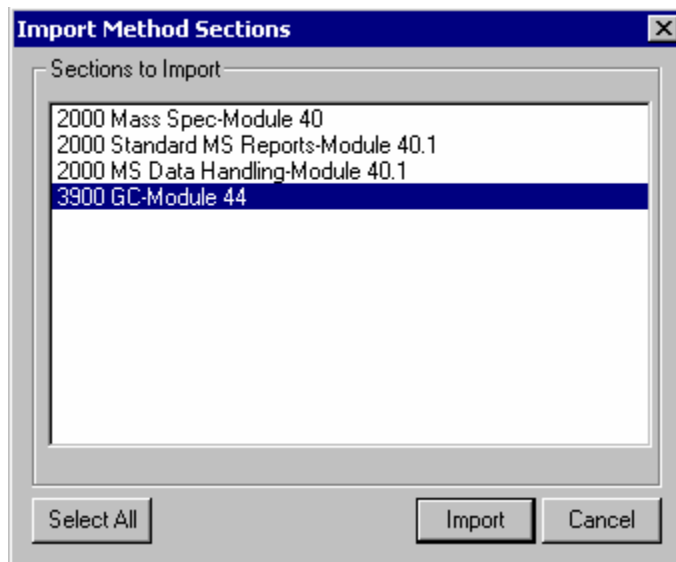 Import Method Sections
Sections to Import
2000 Mass Spec-Module 40
2000 Standard MS Reports-Module 40.1
2000 MS Data Handling-Module 40.1
3900 GC-Module 44
Select All Import Cancel